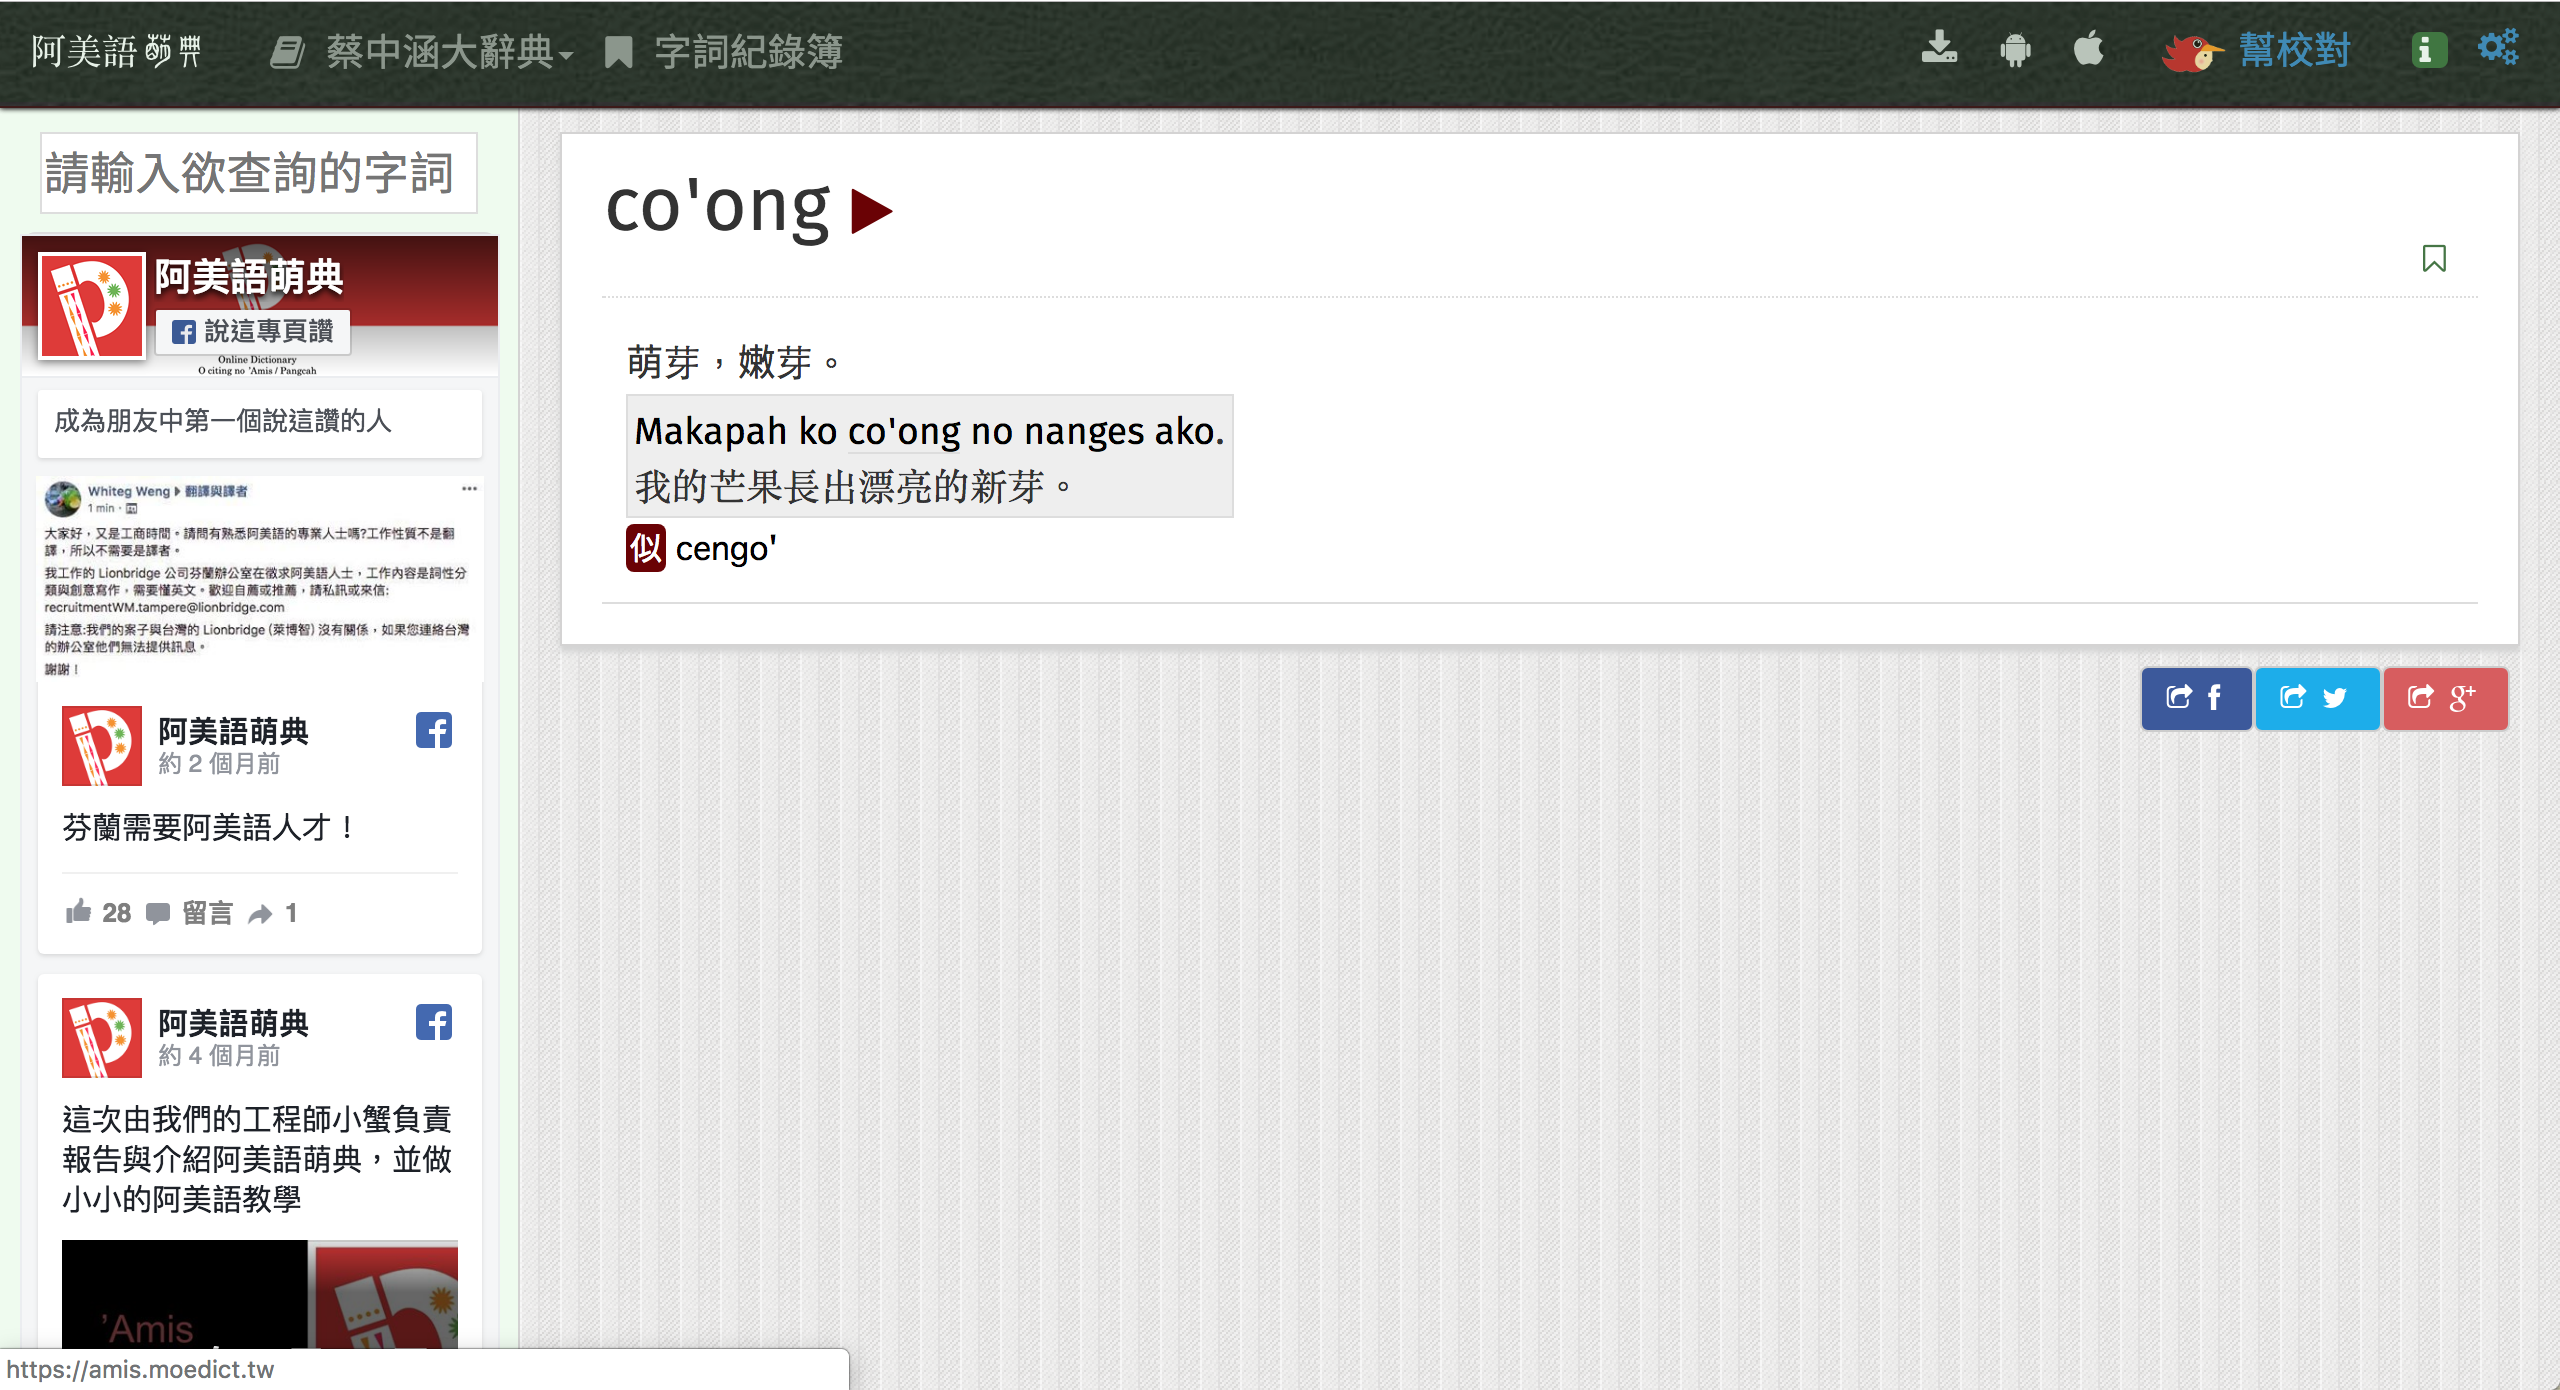 阿美語萌典
蔡中涵大辭典
字詞紀錄簿
幫校對
請輸入欲查詢的字詞
阿美語萌典
說這專頁讚
Online Dictionary
O citing no 'Amis / Pangcah
成為朋友中第一個說這讚的人
Whiteg Weng ▸ 翻譯與譯者
1 min ·
大家好，又是工商時間。請問有熟悉阿美語的專業人士嗎?工作性質不是翻
譯，所以不需要是譯者。
我工作的 Lionbridge 公司芬蘭辦公室在徵求阿美語人士，工作內容是詞性分
類與創意寫作，需要懂英文。歡迎自薦或推薦，請私訊或來信:
recruitmentWM.tampere@lionbridge.com
請注意:我們的案子與台灣的 Lionbridge (萊博智) 沒有關係，如果您連絡台灣
的辦公室他們無法提供訊息。
謝謝！
阿美語萌典
約 2 個月前
芬蘭需要阿美語人才！
28 留言 1
阿美語萌典
約 4 個月前
這次由我們的工程師小蟹負責
報告與介紹阿美語萌典，並做
小小的阿美語教學
'Amis
https://amis.moedict.tw
co'ong
萌芽，嫩芽。
Makapah ko co'ong no nanges ako.
我的芒果長出漂亮的新芽。
似 cengo'
f
g+